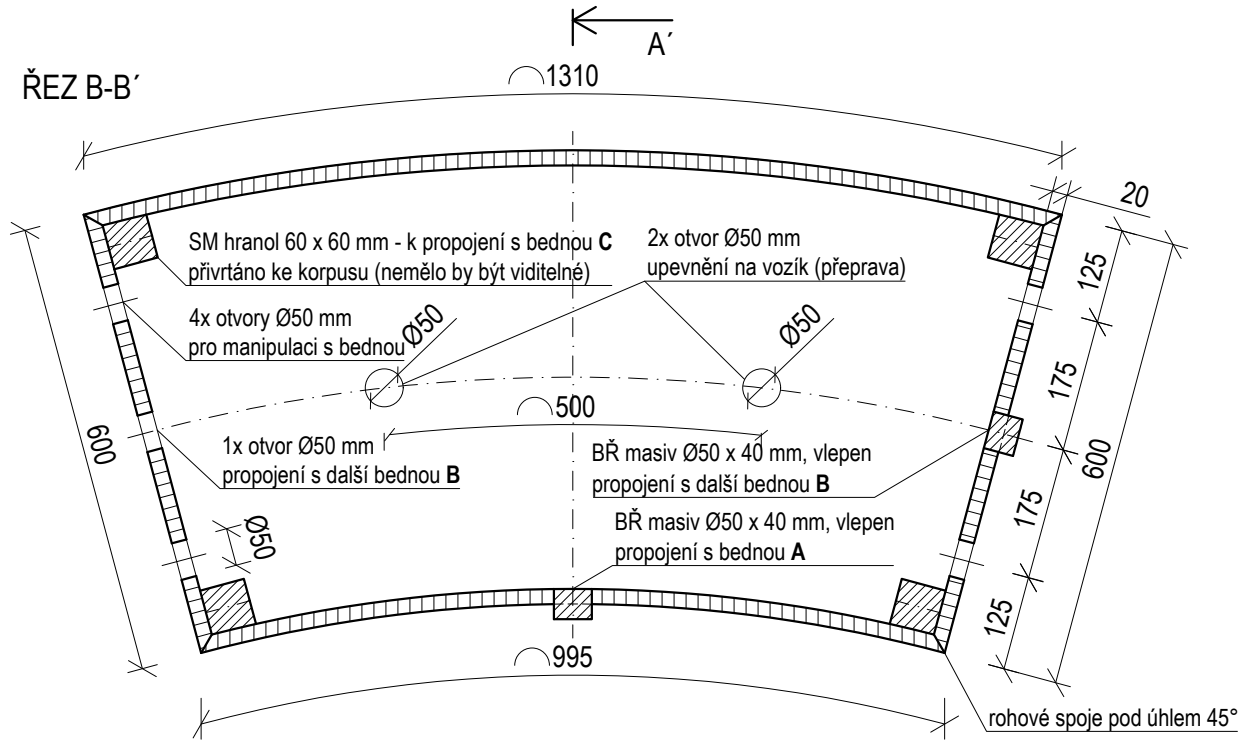 A´
ŘEZ B-B´
1310
20
SM hranol 60 x 60 mm - k propojení s bednou C
přivrtáno ke korpusu (nemělo by být viditelné)
2x otvor Ø50 mm
upevnění na vozík (přeprava)
125
4x otvory Ø50 mm
pro manipulaci s bednou
Ø50
Ø50
175
500
600
1x otvor Ø50 mm
propojení s další bednou B
BŘ masiv Ø50 x 40 mm, vlepen
propojení s další bednou B
600
175
Ø50
BŘ masiv Ø50 x 40 mm, vlepen
propojení s bednou A
125
995
rohové spoje pod úhlem 45°